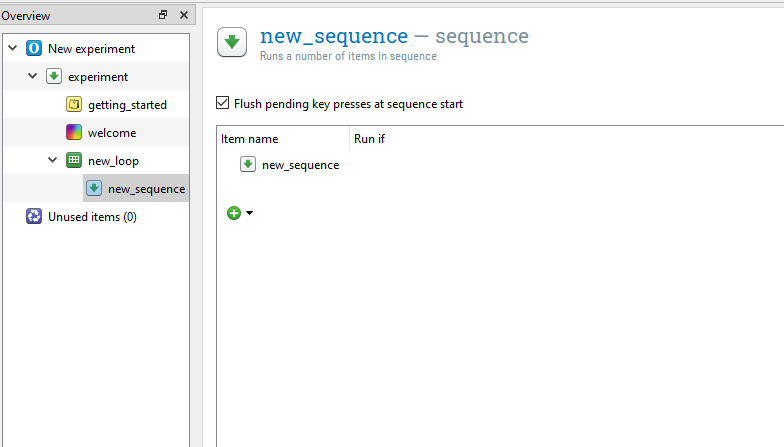 Overview
New experiment
experiment
getting_started
welcome
new_loop
new_sequence
Unused items (0)
new_sequence — sequence
Runs a number of items in sequence
Flush pending key presses at sequence start
Item name Run if
new_sequence